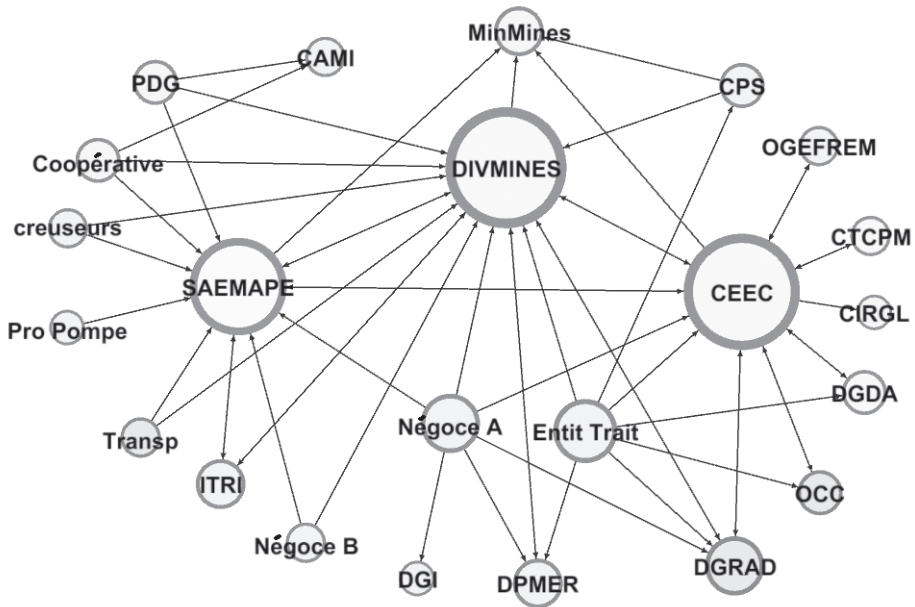 MinMines
CAMI
PDG
CPS
OGEFREM
Coopérative
DIVMINES
creuseurs
CTCPM
SAEMAPE
CEEC
CIRGL
Pro Pompe
DGDA
Transp
Négoce A
Entit Trait
ITRI
OCC
Négoce B
DGI
DPMER
DGRAD